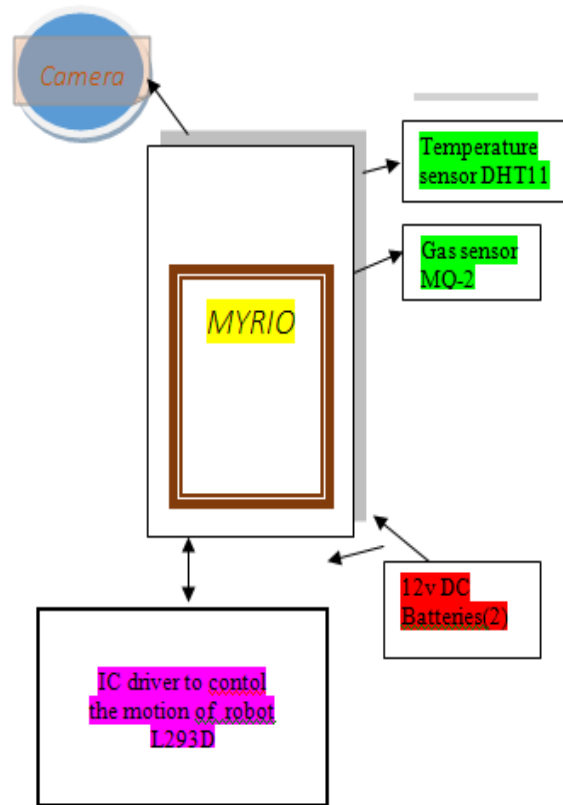 Camera
Temperature
sensor DHT11
Gas sensor
MQ-2
MYRIO
12v DC
Batteries(2)
IC driver to contol
the motion of robot
L293D